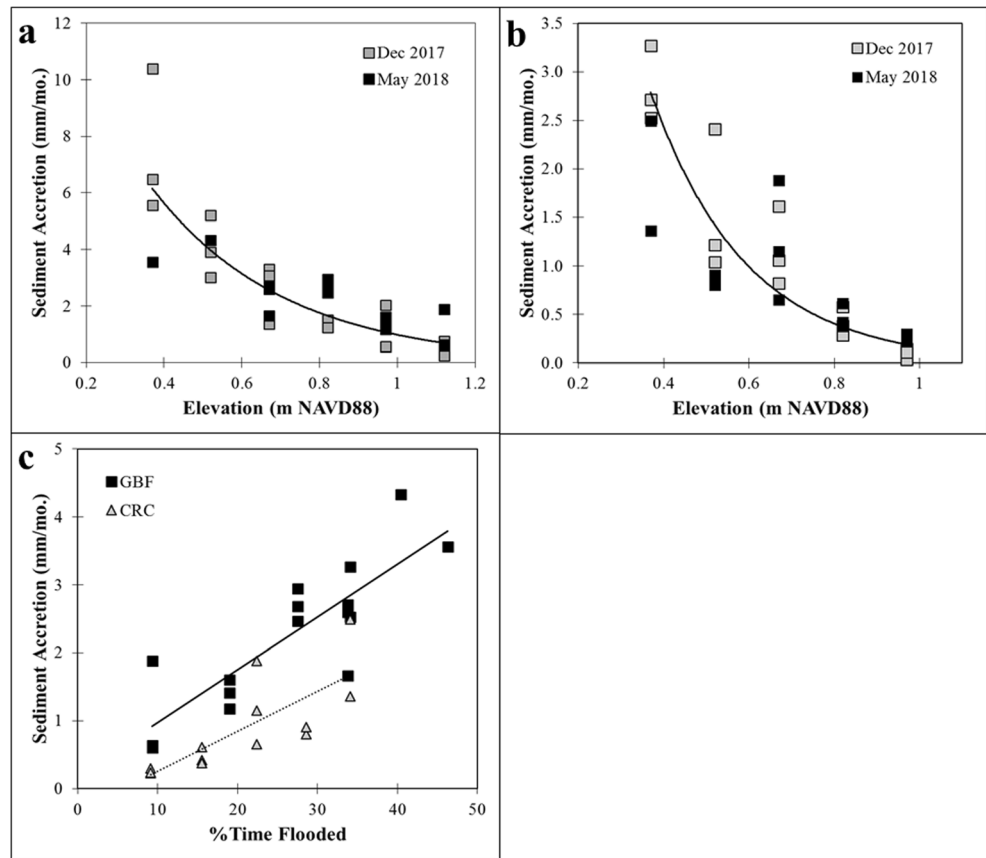 a
12
10
8
6
4
2
0
Sediment Accretion (mm/mo.)
Dec 2017
May 2018
0.2 0.4 0.6 0.8 1 1.2
Elevation (m NAVD88)
b
3.5
3.0
2.5
2.0
1.5
1.0
0.5
0.0
Sediment Accretion (mm/mo.)
Dec 2017
May 2018
0.2 0.4 0.6 0.8 1
Elevation (m NAVD88)
c
5
4
3
2
1
0
Sediment Accretion (mm/mo.)
GBF
CRC
0 10 20 30 40 50
%Time Flooded